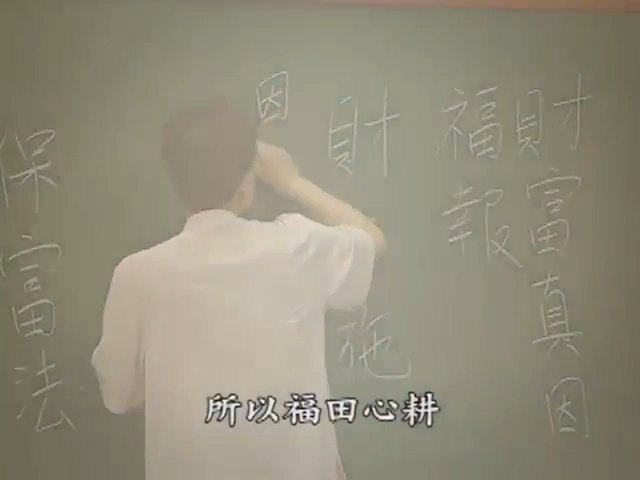 財富真因
福報
財施
因
保富法
所以福田心耕